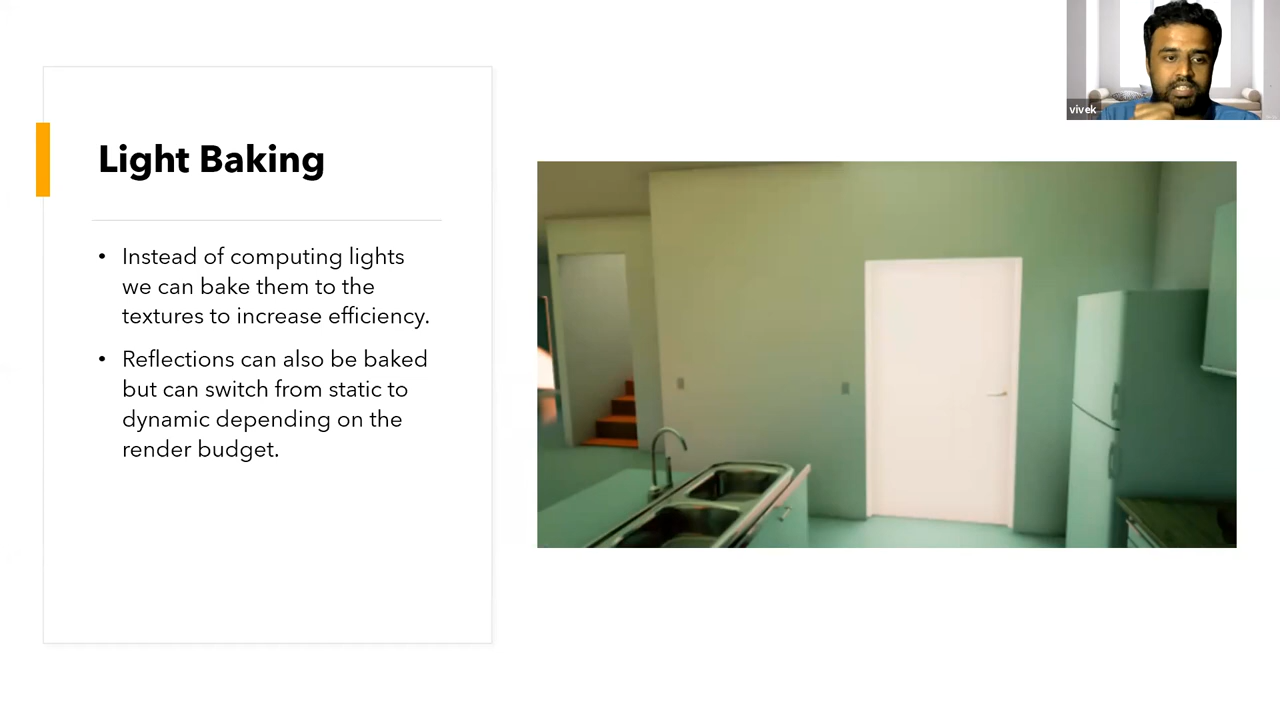 vivek
Light Baking
• Instead of computing lights
we can bake them to the
textures to increase efficiency.
• Reflections can also be baked
but can switch from static to
dynamic depending on the
render budget.